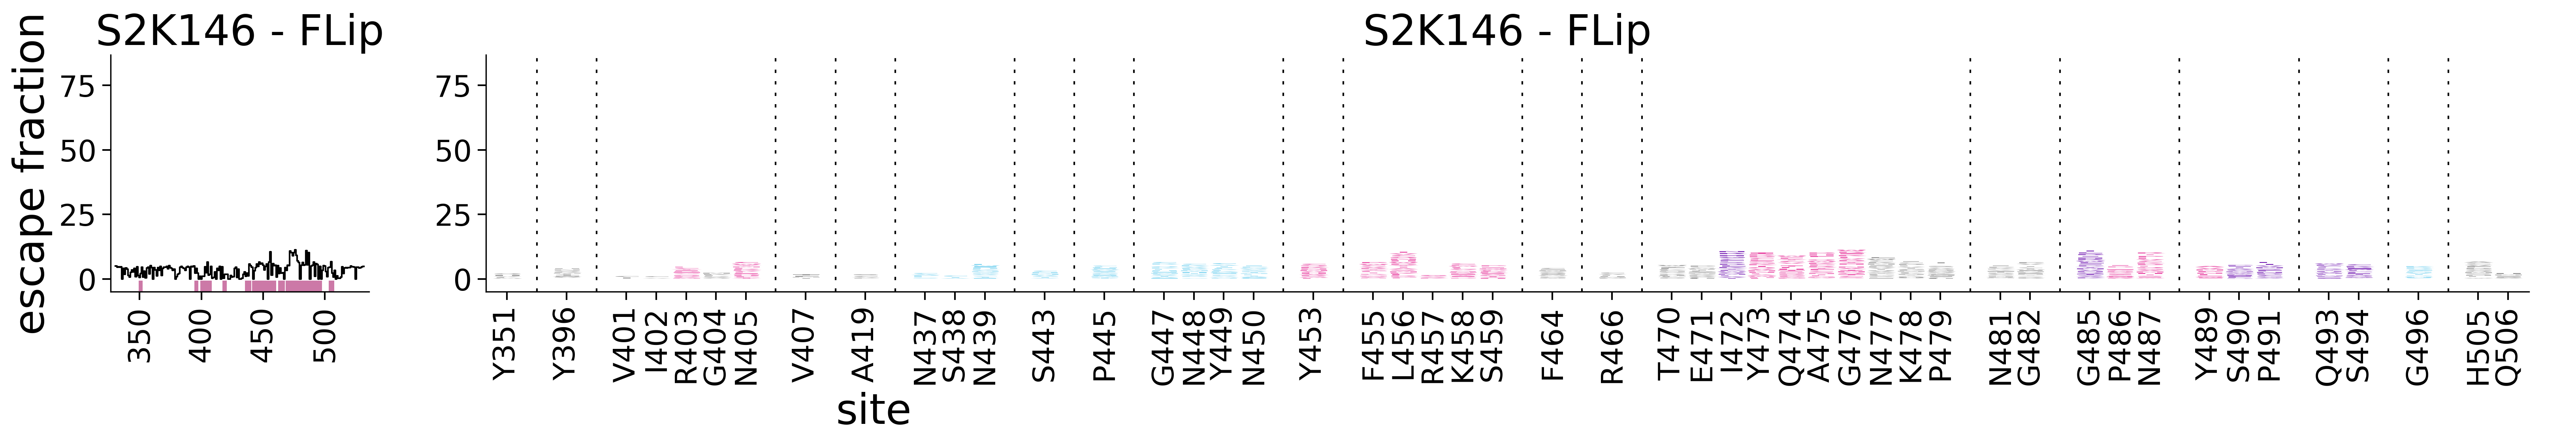 S2K146 - FLip
S2K146 - FLip
escape fraction
75
50
25
0
350
400
450
500
75
50
25
0
Y351
Y396
V401
I402
R403
G404
N405
V407
A419
N437
S438
N439
S443
P445
G447
N448
Y449
N450
Y453
F455
L456
R457
K458
S459
F464
R466
T470
E471
I472
Y473
Q474
A475
G476
N477
K478
P479
N481
G482
G485
P486
N487
Y489
S490
P491
Q493
S494
G496
H505
Q506
site